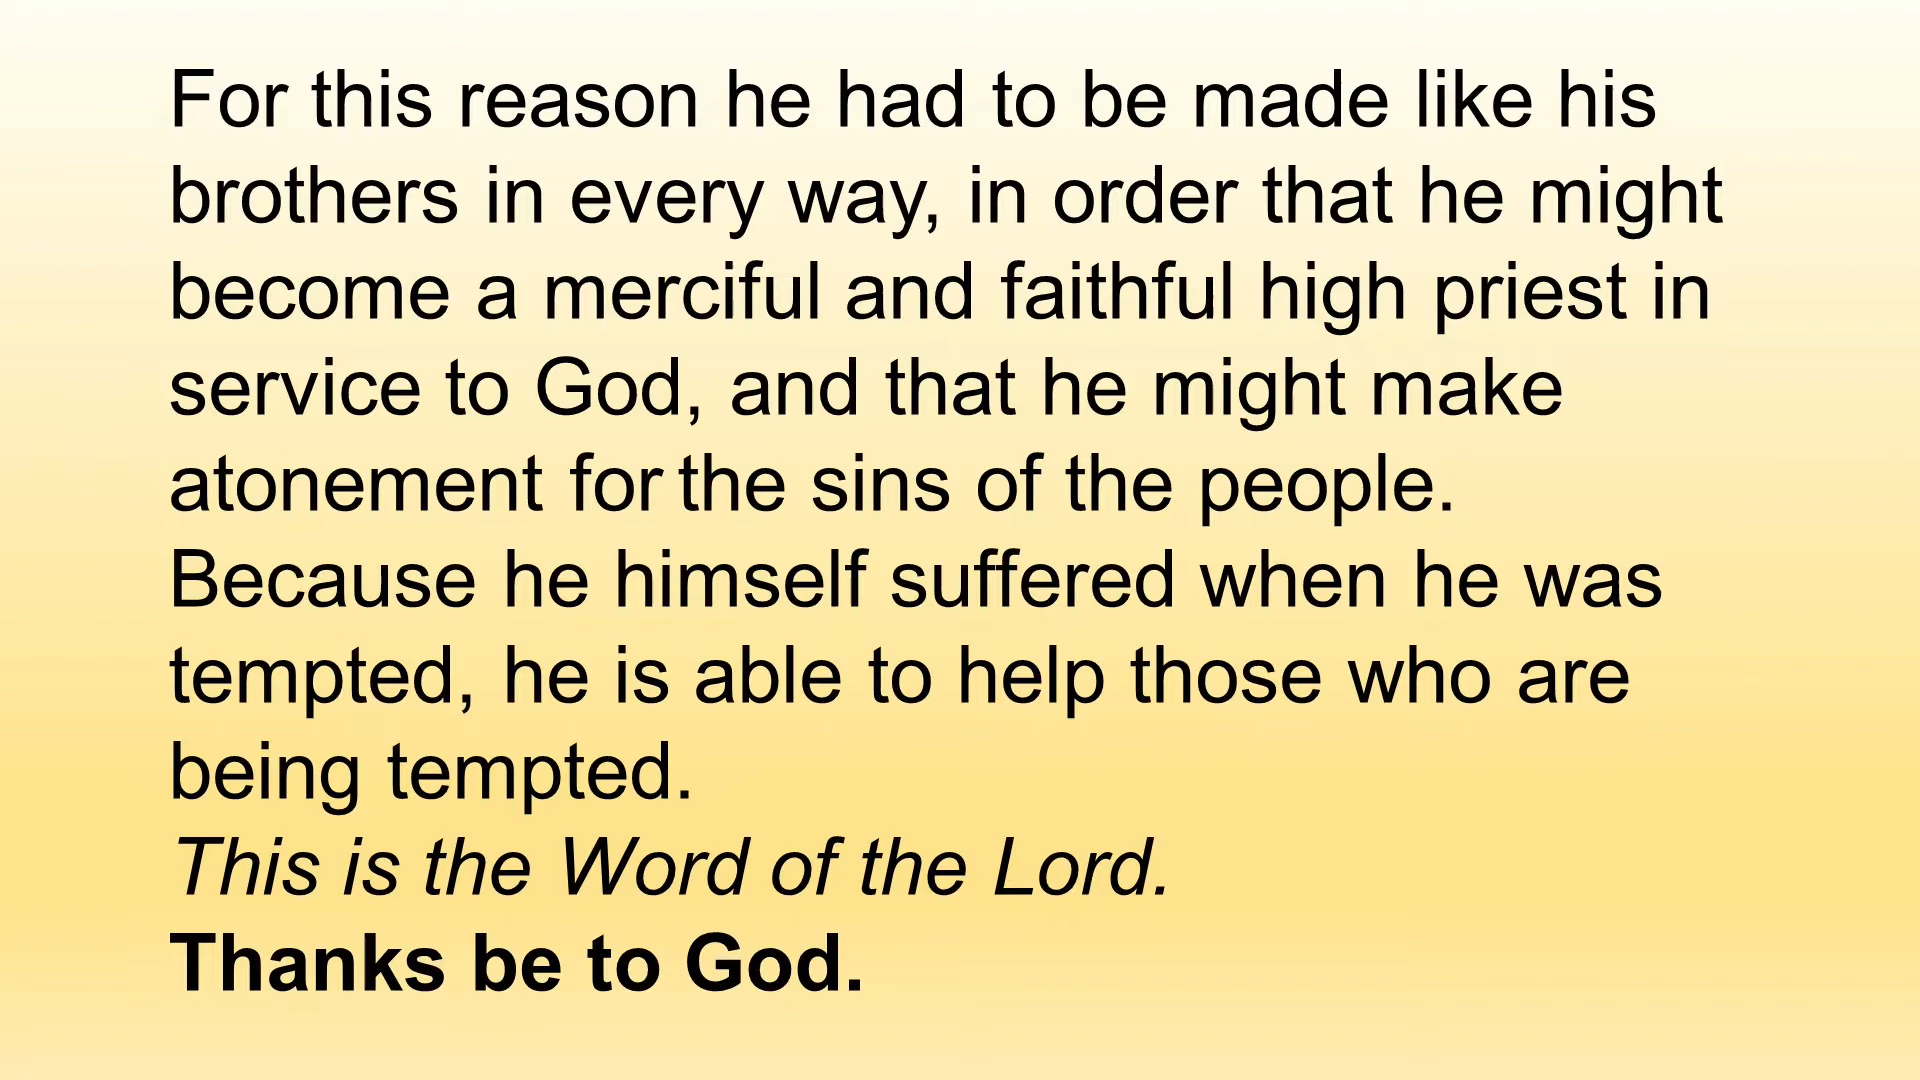 For this reason he had to be made like his
brothers in every way, in order that he might
become a merciful and faithful high priest in
service to God, and that he might make
atonement for the sins of the people.
Because he himself suffered when he was
tempted, he is able to help those who are
being tempted.
This is the Word of the Lord.
Thanks be to God.